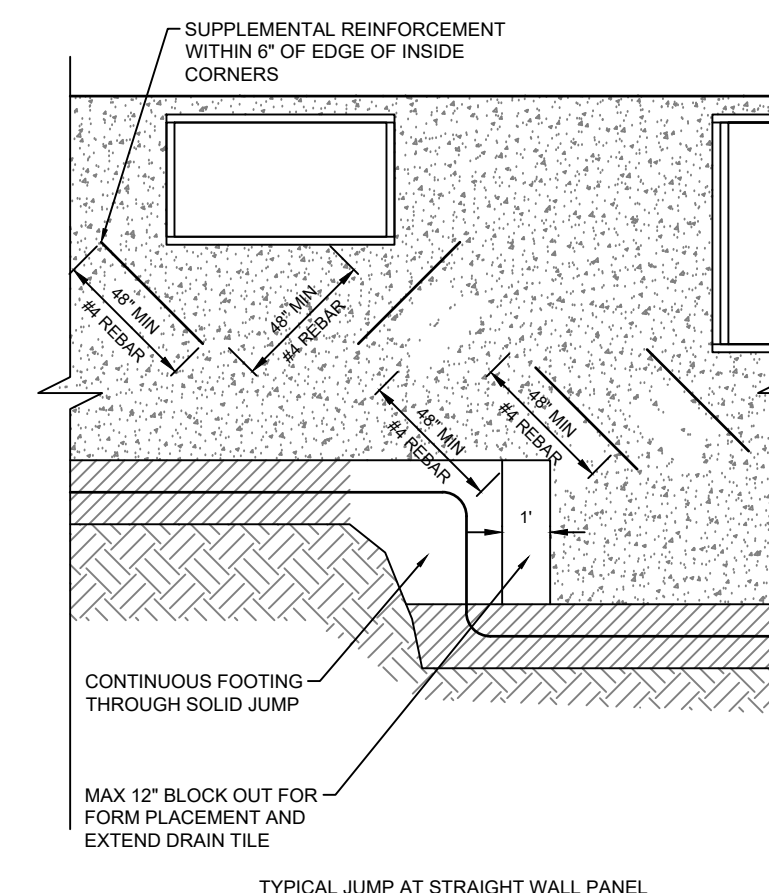 SUPPLEMENTAL REINFORCEMENT
WITHIN 6" OF EDGE OF INSIDE
CORNERS
48" MIN
#4 REBAR
48" MIN
#4 REBAR
48" MIN
#4 REBAR
48" MIN
#4 REBAR
1'
CONTINUOUS FOOTING
THROUGH SOLID JUMP
MAX 12" BLOCK OUT FOR
FORM PLACEMENT AND
EXTEND DRAIN TILE
TYPICAL JUMP AT STRAIGHT WALL PANEL